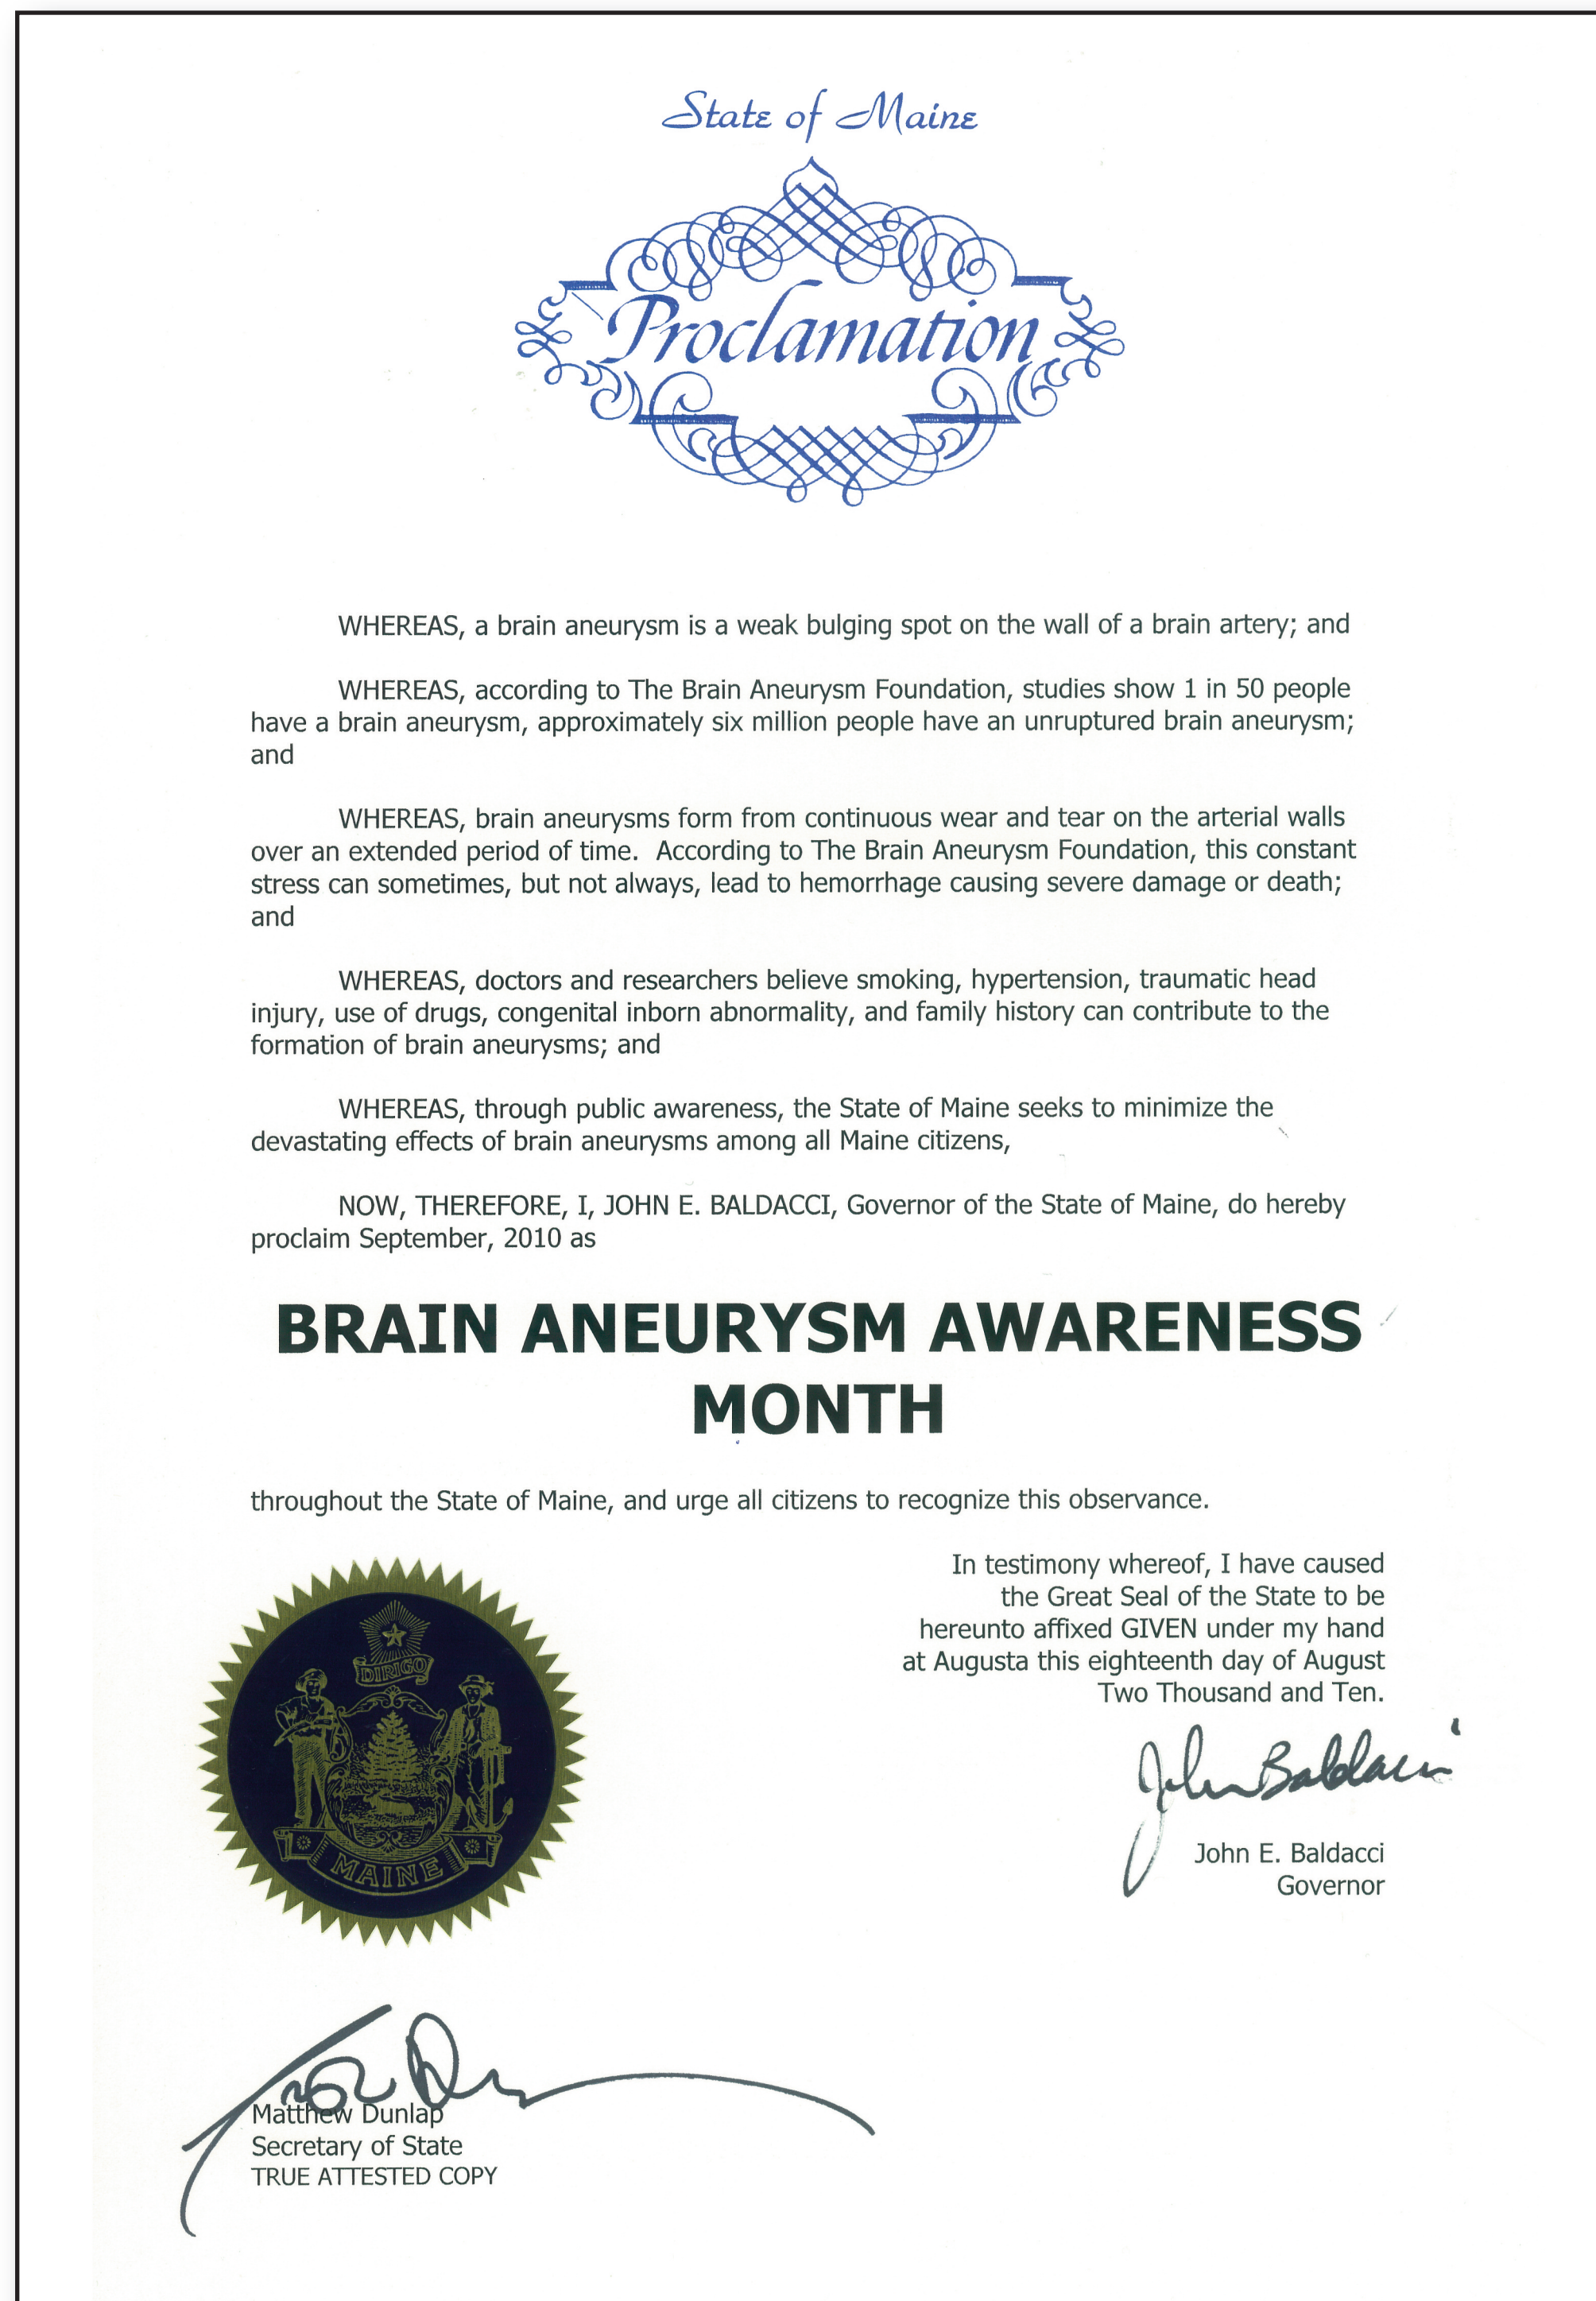 State of Maine
Proclamation
WHEREAS, a brain aneurysm is a weak bulging spot on the wall of a brain artery; and
WHEREAS, according to The Brain Aneurysm Foundation, studies show 1 in 50 people
have a brain aneurysm, approximately six million people have an unruptured brain aneurysm;
and
WHEREAS, brain aneurysms form from continuous wear and tear on the arterial walls
over an extended period of time.  According to The Brain Aneurysm Foundation, this constant
stress can sometimes, but not always, lead to hemorrhage causing severe damage or death;
and
WHEREAS, doctors and researchers believe smoking, hypertension, traumatic head
injury, use of drugs, congenital inborn abnormality, and family history can contribute to the
formation of brain aneurysms; and
WHEREAS, through public awareness, the State of Maine seeks to minimize the
devastating effects of brain aneurysms among all Maine citizens,
NOW, THEREFORE, I, JOHN E. BALDACCI, Governor of the State of Maine, do hereby
proclaim September, 2010 as
BRAIN ANEURYSM AWARENESS
MONTH
throughout the State of Maine, and urge all citizens to recognize this observance.
In testimony whereof, I have caused
the Great Seal of the State to be
hereunto affixed GIVEN under my hand
at Augusta this eighteenth day of August
Two Thousand and Ten.
John Baldacci
John E. Baldacci
Governor
DIRIGO
MAINE
Matthew Dunlap
Secretary of State
TRUE ATTESTED COPY